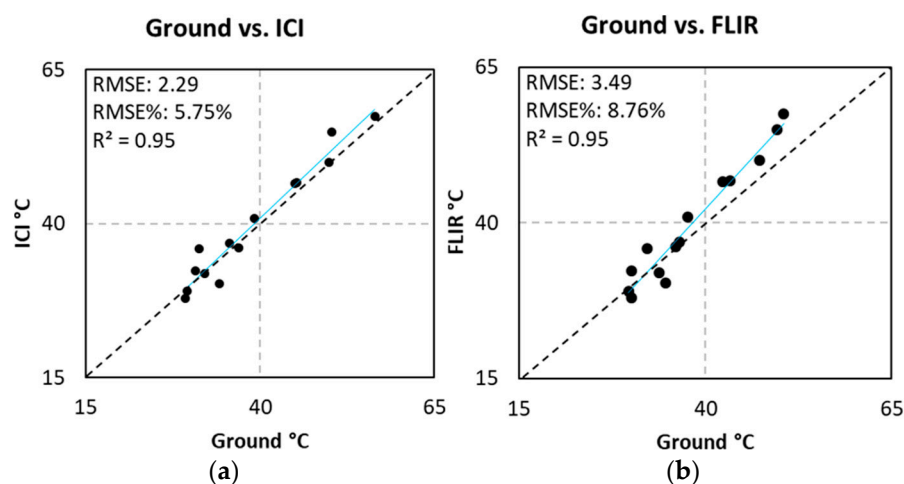 Ground vs. ICI
65
RMSE: 2.29
RMSE%: 5.75%
R² = 0.95
ICI °C
40
15
15
40
65
Ground °C
(a)
Ground vs. FLIR
65
RMSE: 3.49
RMSE%: 8.76%
R² = 0.95
FLIR °C
40
15
15
40
65
Ground °C
(b)